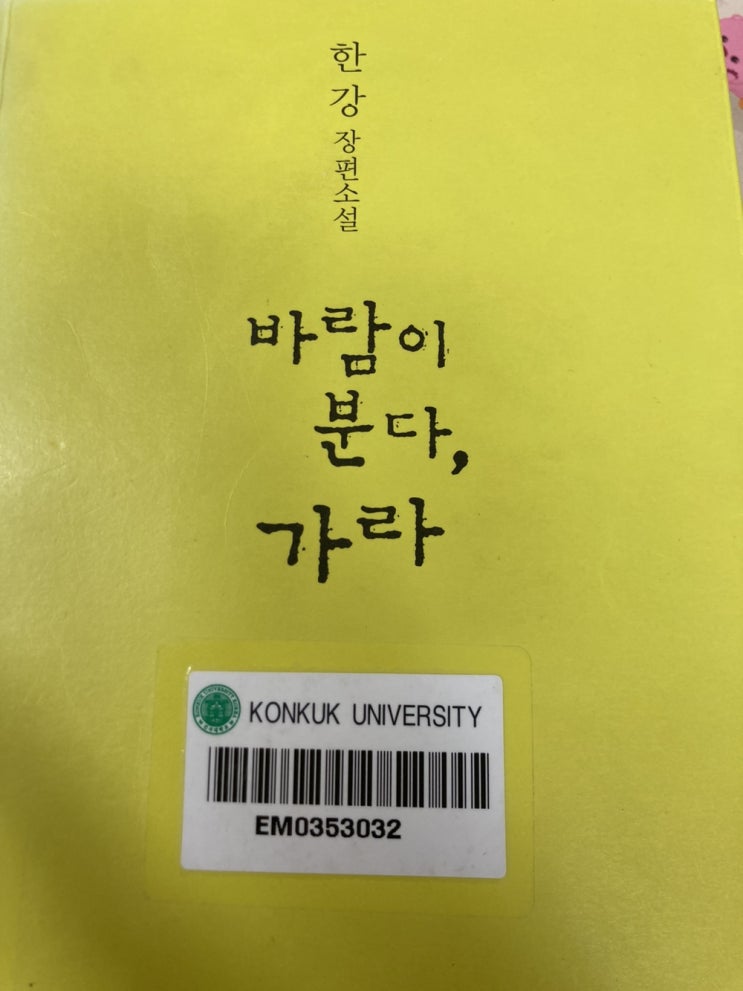 한강 장편소설
바람이
분다,
가라
KONKUK UNIVERSITY
EM0353032